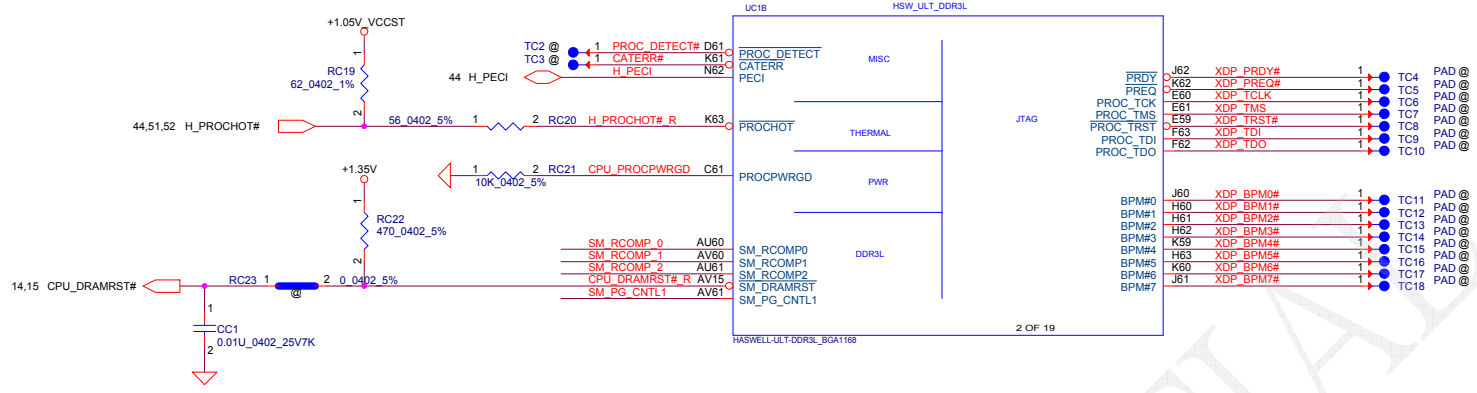 UC1B
HSW_ULT_DDR3L
+1.05V_VCCST
1
RC19
62_0402_1%
2
TC2 @ 1 PROC_DETECT# D61 PROC_DETECT
TC3 @ 1 CATERR# K61 CATERR
44 H_PECI H_PECI N62 PECI
MISC
44,51,52 H_PROCHOT# 56_0402_5% 1 2 RC20 H_PROCHOT#_R K63 PROCHOT
THERMAL
JTAG
+1.35V
1 2 RC21 CPU_PROCPWRGD C61 PROCPWRGD
10K_0402_5%
PWR
1
RC22
470_0402_5%
2
SM_RCOMP_0 AU60 SM_RCOMP0
SM_RCOMP_1 AV60 SM_RCOMP1
SM_RCOMP_2 AU61 SM_RCOMP2
DDR3L
14,15 CPU_DRAMRST# RC23 1 2 0_0402_5% CPU_DRAMRST#_R AV15 SM_DRAMRST
@
SM_PG_CNTL1 AV61 SM_PG_CNTL1
1
CC1
0.01U_0402_25V7K
2
PRDY J62 XDP_PRDY# 1 TC4 PAD @
PREQ K62 XDP_PREQ# 1 TC5 PAD @
PROC_TCK E60 XDP_TCLK 1 TC6 PAD @
PROC_TMS E61 XDP_TMS 1 TC7 PAD @
PROC_TRST E59 XDP_TRST# 1 TC8 PAD @
PROC_TDI F63 XDP_TDI 1 TC9 PAD @
PROC_TDO F62 XDP_TDO 1 TC10 PAD @
BPM#0 J60 XDP_BPM0# 1 TC11 PAD @
BPM#1 H60 XDP_BPM1# 1 TC12 PAD @
BPM#2 H61 XDP_BPM2# 1 TC13 PAD @
BPM#3 H62 XDP_BPM3# 1 TC14 PAD @
BPM#4 K59 XDP_BPM4# 1 TC15 PAD @
BPM#5 H63 XDP_BPM5# 1 TC16 PAD @
BPM#6 K60 XDP_BPM6# 1 TC17 PAD @
BPM#7 J61 XDP_BPM7# 1 TC18 PAD @
2 OF 19
HASWELL-ULT-DDR3L_BGA1168